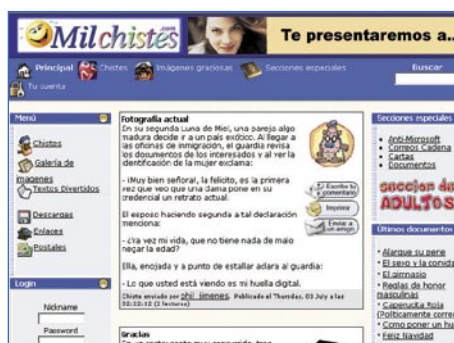 Milchistes
.com
Te presentaremos a..
Principal
Chistes
Imágenes graciosas
Secciones especiales
Buscar
Tu cuenta
Menú
Chistes
Galería de
imagenes
Textos Divertidos
Descargas
Enlaces
Postales
Login
Nickname
Password
Fotografía actual
En su segunda Luna de Miel, una pareja algo
madura decide ir a un país exótico. Al llegar a
las oficinas de inmigración, el guardia revisa
los documentos de los interesados y al ver la
identificación de la mujer exclama:
- ¡Muy bien señora!, la felicito, es la primera
vez que veo que una dama pone en su
credencial un retrato actual.
El esposo haciendo segunda a tal declaración
menciona:
- ¿Ya vez mi vida, que no tiene nada de malo
negar la edad?
Ella, enojada y a punto de estallar aclara al guardia:
- Lo que usted está viendo es mi huella digital.
Chiste enviado por phil_jimenes. Publicado el Thursday, 03 July a las
Escribe tu
comentario
Imprimir
Enviar a
un amigo
Gracias
Secciones especiales
Anti-Microsoft
Correos Cadena
Cartas
Documentos
sección de
ADULTOS
Últimos documentos
Alargue su pene
El sexo y la comida
El gimnasio
Reglas de honor
masculinas
Caperucita Roja
(Políticamente correc
Como poner un hu
Feliz Navidad